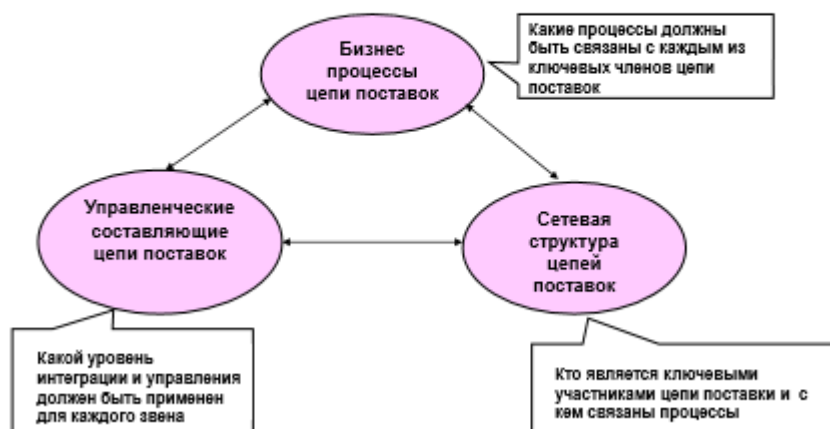 Бизнес
процессы
цепи поставок
Какие процессы должны
быть связаны с каждым из
ключевых членов цепи
поставок
Управленческие
составляющие
цепи поставок
Сетевая
структура
цепей
поставок
Какой уровень
интеграции и управления
должен быть применен
для каждого звена
Кто является ключевыми
участниками цепи поставки и с
кем связаны процессы